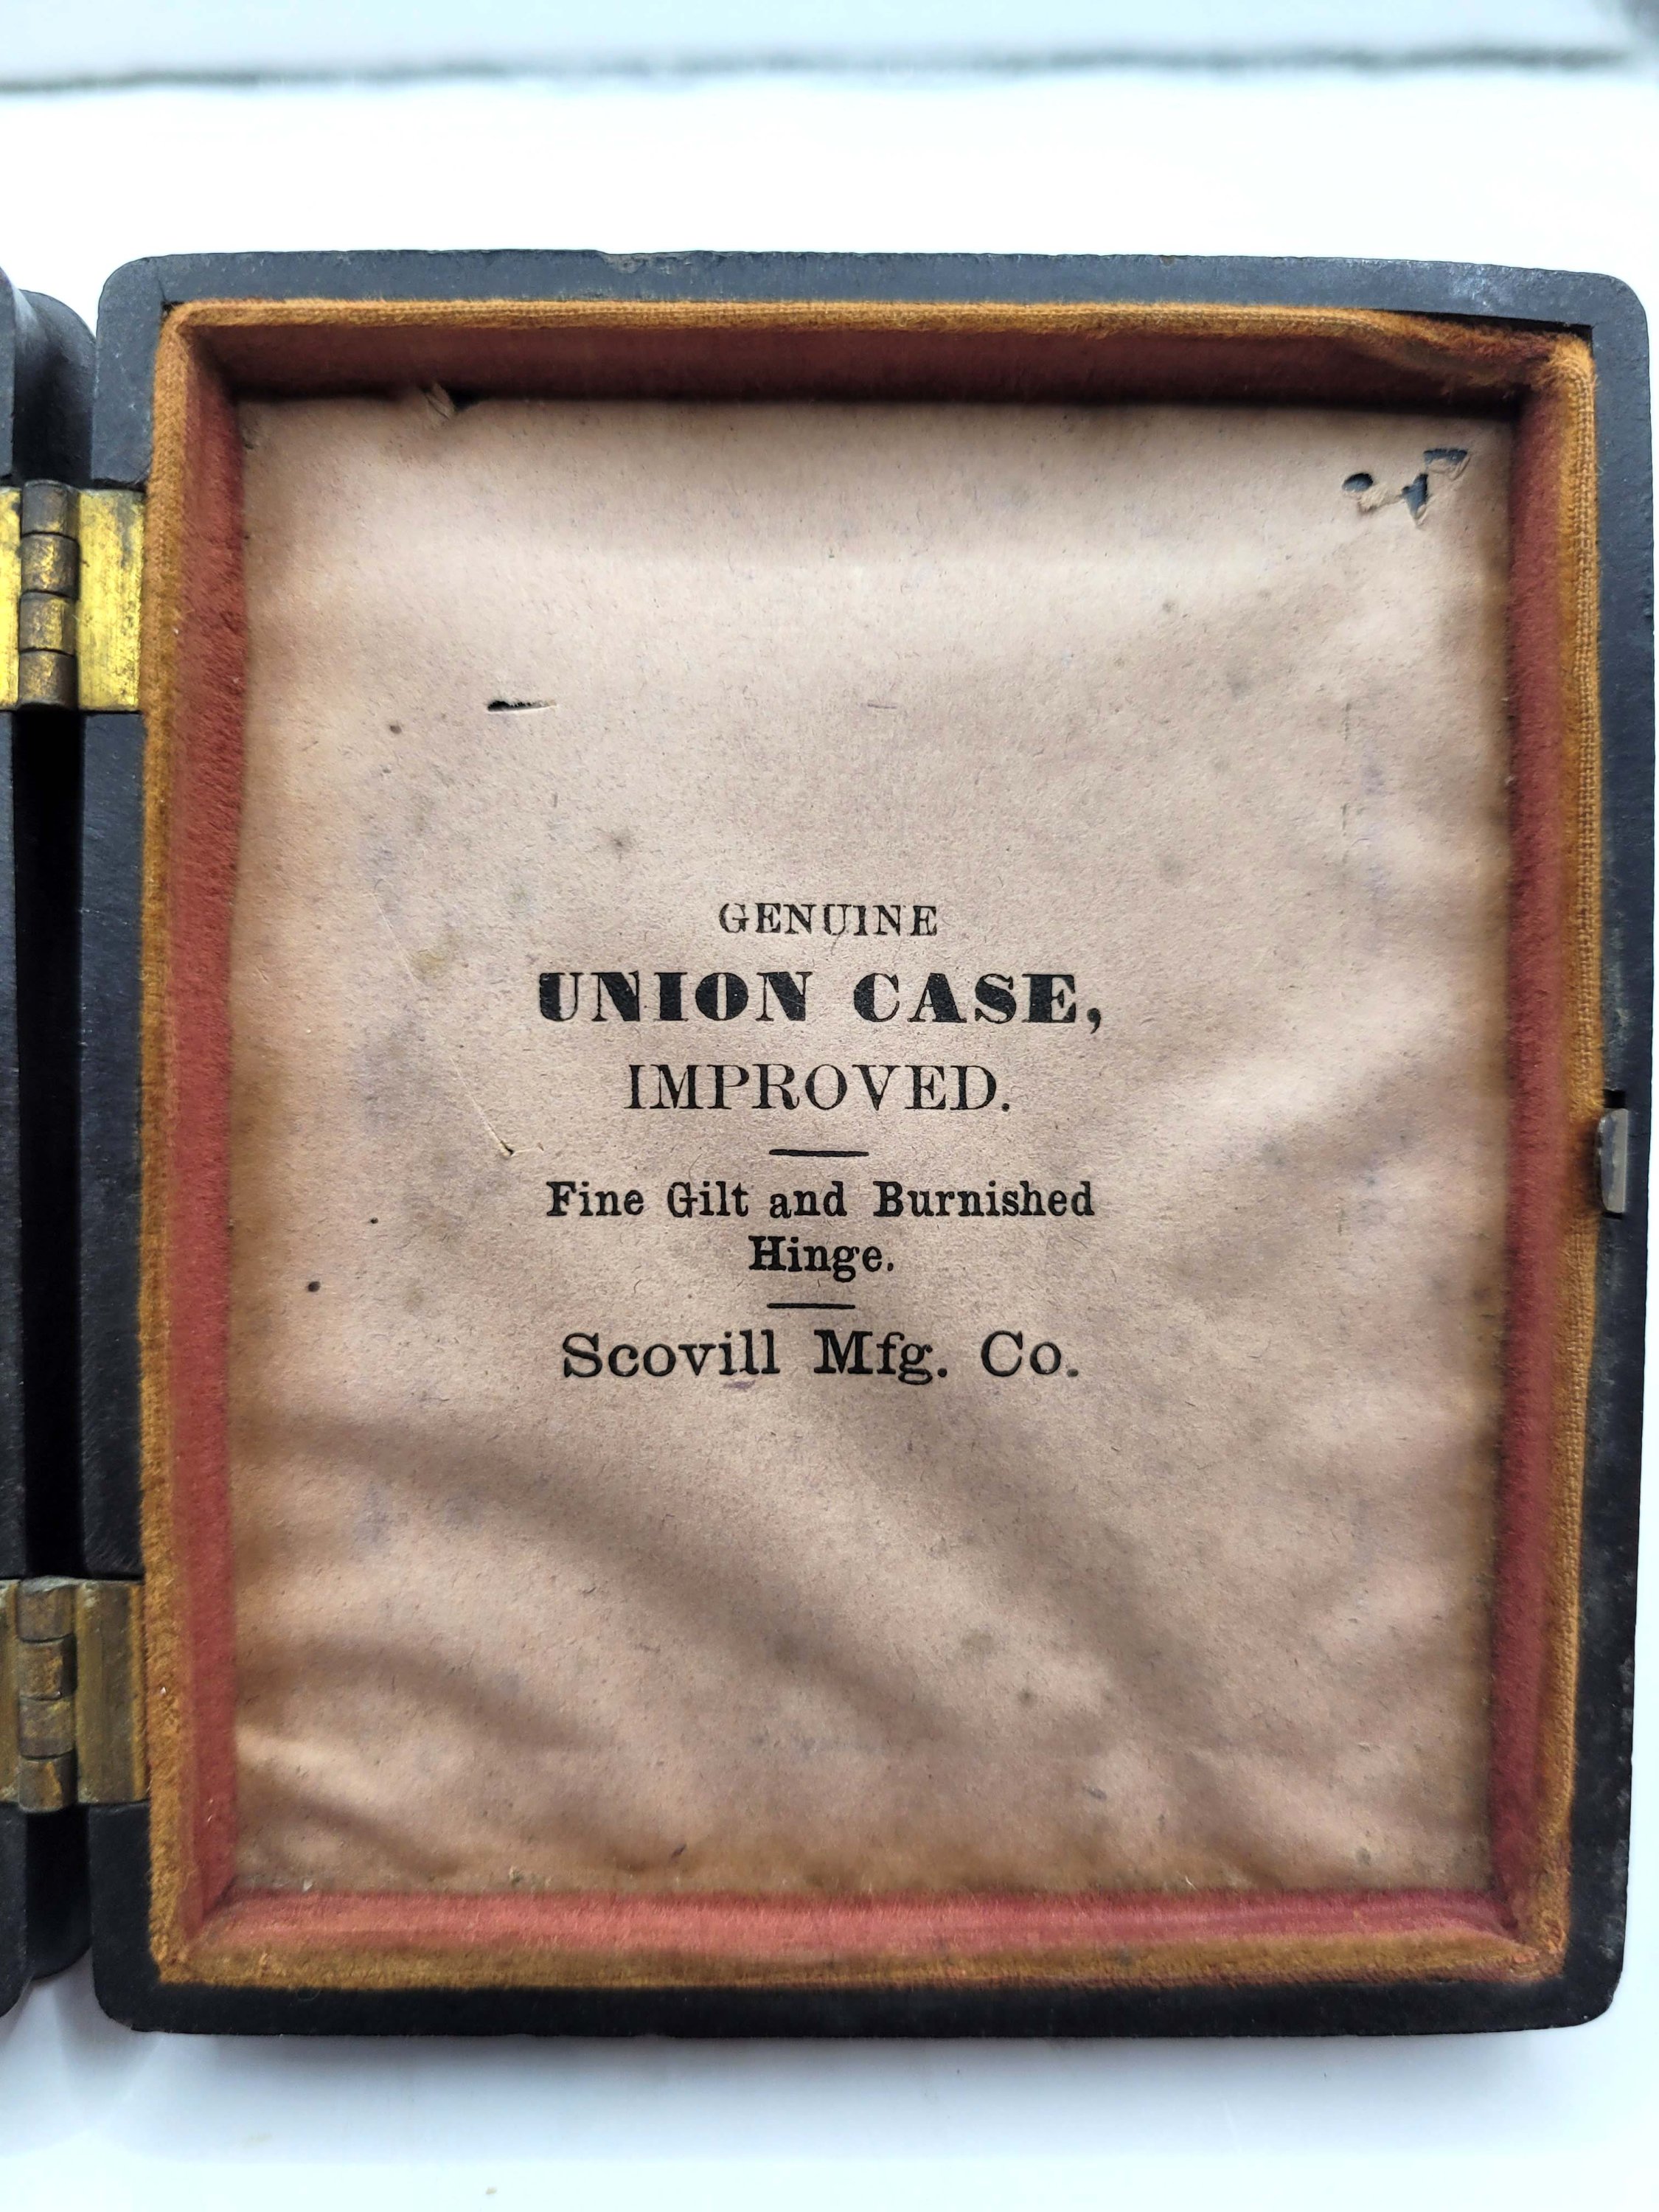 GENUINE
UNION CASE,
IMPROVED.
Fine Gilt and Burnished
Hinge.
Scovill Mfg. Co.